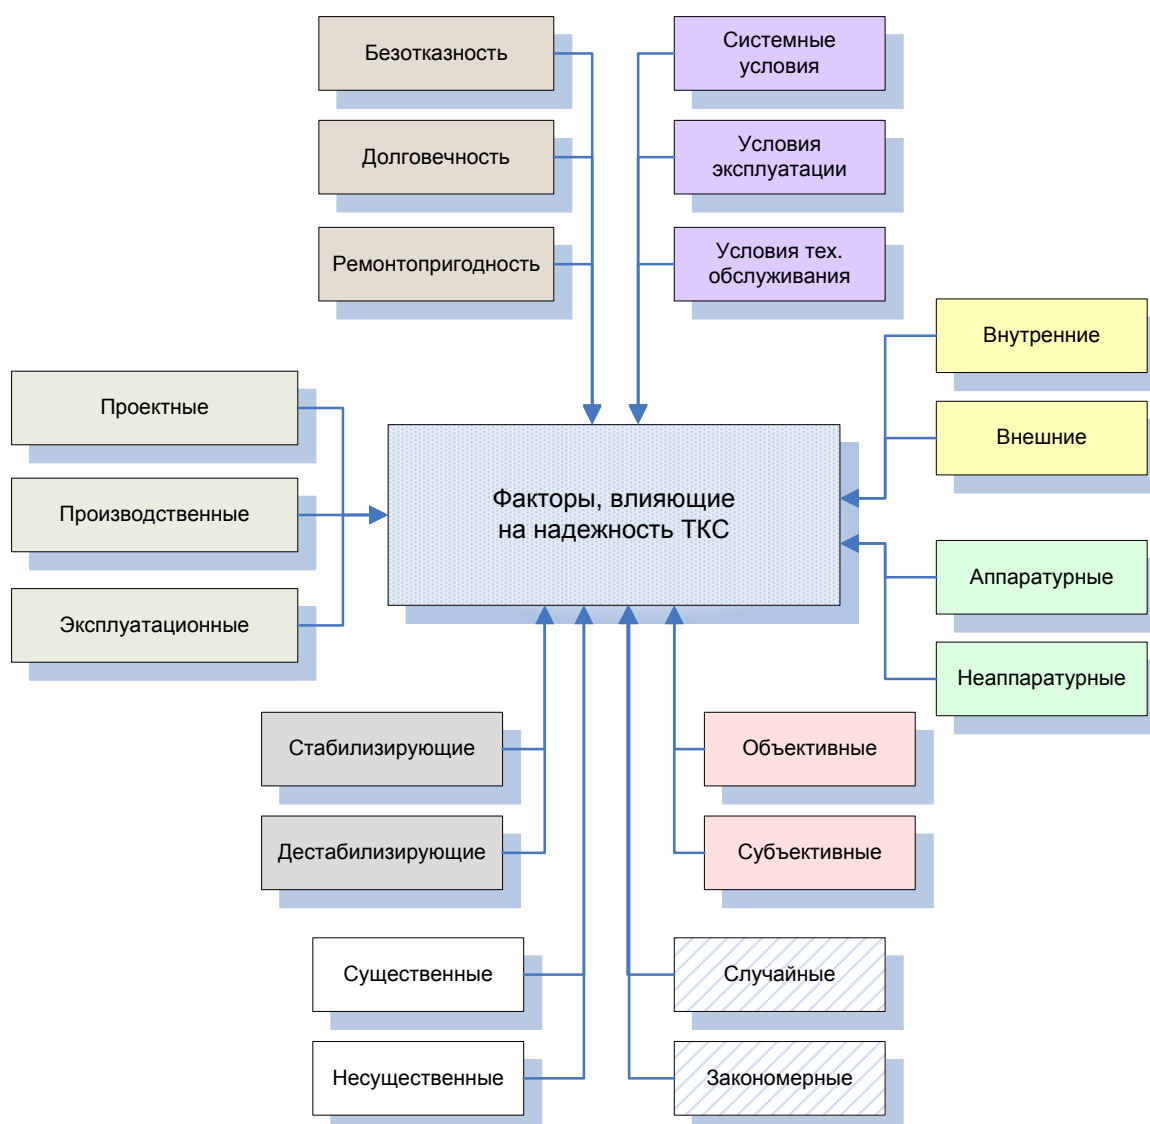 Безотказность
Системные
условия
Долговечность
Условия
эксплуатации
Ремонтопригодность
Условия тех.
обслуживания
Внутренние
Внешние
Проектные
Производственные
Эксплуатационные
Факторы, влияющие
на надежность ТКС
Аппаратурные
Неаппаратурные
Стабилизирующие
Дестабилизирующие
Объективные
Субъективные
Существенные
Несущественные
Случайные
Закономерные